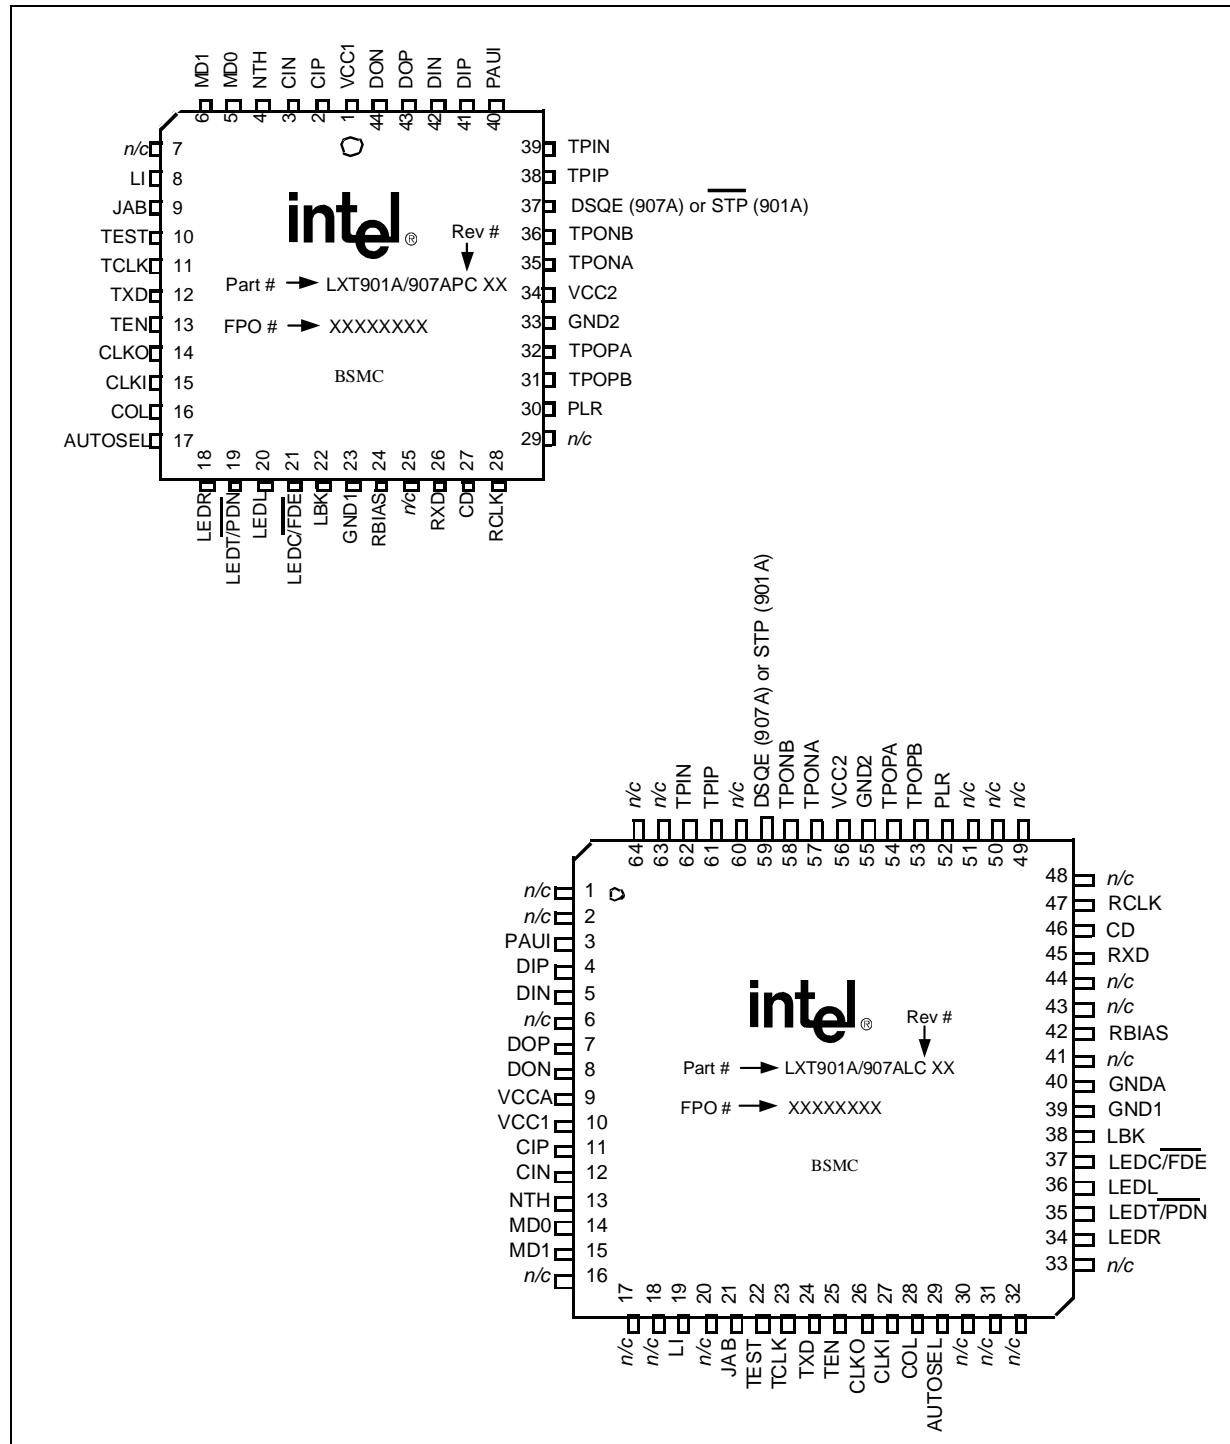 MD1
MD0
NTH
CIN
CIP
VCC1
DON
DOP
DIN
DIP
PAUI
6
5
4
3
2
1
44
43
42
41
40
n/c 7
LI 8
JAB 9
TEST 10
TCLK 11
TXD 12
TEN 13
CLKO 14
CLKI 15
COL 16
AUTOSEL 17
intel®
Rev #
Part # LXT901A/907APC XX
FPO # XXXXXXXX
BSMC
39 TPIN
38 TPIP
37 DSQE (907A) or STP (901A)
36 TPONB
35 TPONA
34 VCC2
33 GND2
32 TPOPA
31 TPOPB
30 PLR
29 n/c
18
19
20
21
22
23
24
25
26
27
28
LEDR
LEDT/PDN
LEDL
LEDC/FDE
LBK
GND1
RBIAS
n/c
RXD
CD
RCLK
n/c
n/c
TPIN
TPIP
n/c
DSQE (907A) or STP (901A)
TPONB
TPONA
VCC2
GND2
TPOPA
TPOPB
PLR
n/c
n/c
n/c
64
63
62
61
60
59
58
57
56
55
54
53
52
51
50
49
n/c 1
n/c 2
PAUI 3
DIP 4
DIN 5
n/c 6
DOP 7
DON 8
VCCA 9
VCC1 10
CIP 11
CIN 12
NTH 13
MD0 14
MD1 15
n/c 16
intel®
Rev #
Part # LXT901A/907ALC XX
FPO # XXXXXXXX
BSMC
48 n/c
47 RCLK
46 CD
45 RXD
44 n/c
43 n/c
42 RBIAS
41 n/c
40 GNDA
39 GND1
38 LBK
37 LEDC/FDE
36 LEDL
35 LEDT/PDN
34 LEDR
33 n/c
17
18
19
20
21
22
23
24
25
26
27
28
29
30
31
32
n/c
n/c
LI
n/c
JAB
TEST
TCLK
TXD
TEN
CLKO
CLKI
COL
AUTOSEL
n/c
n/c
n/c